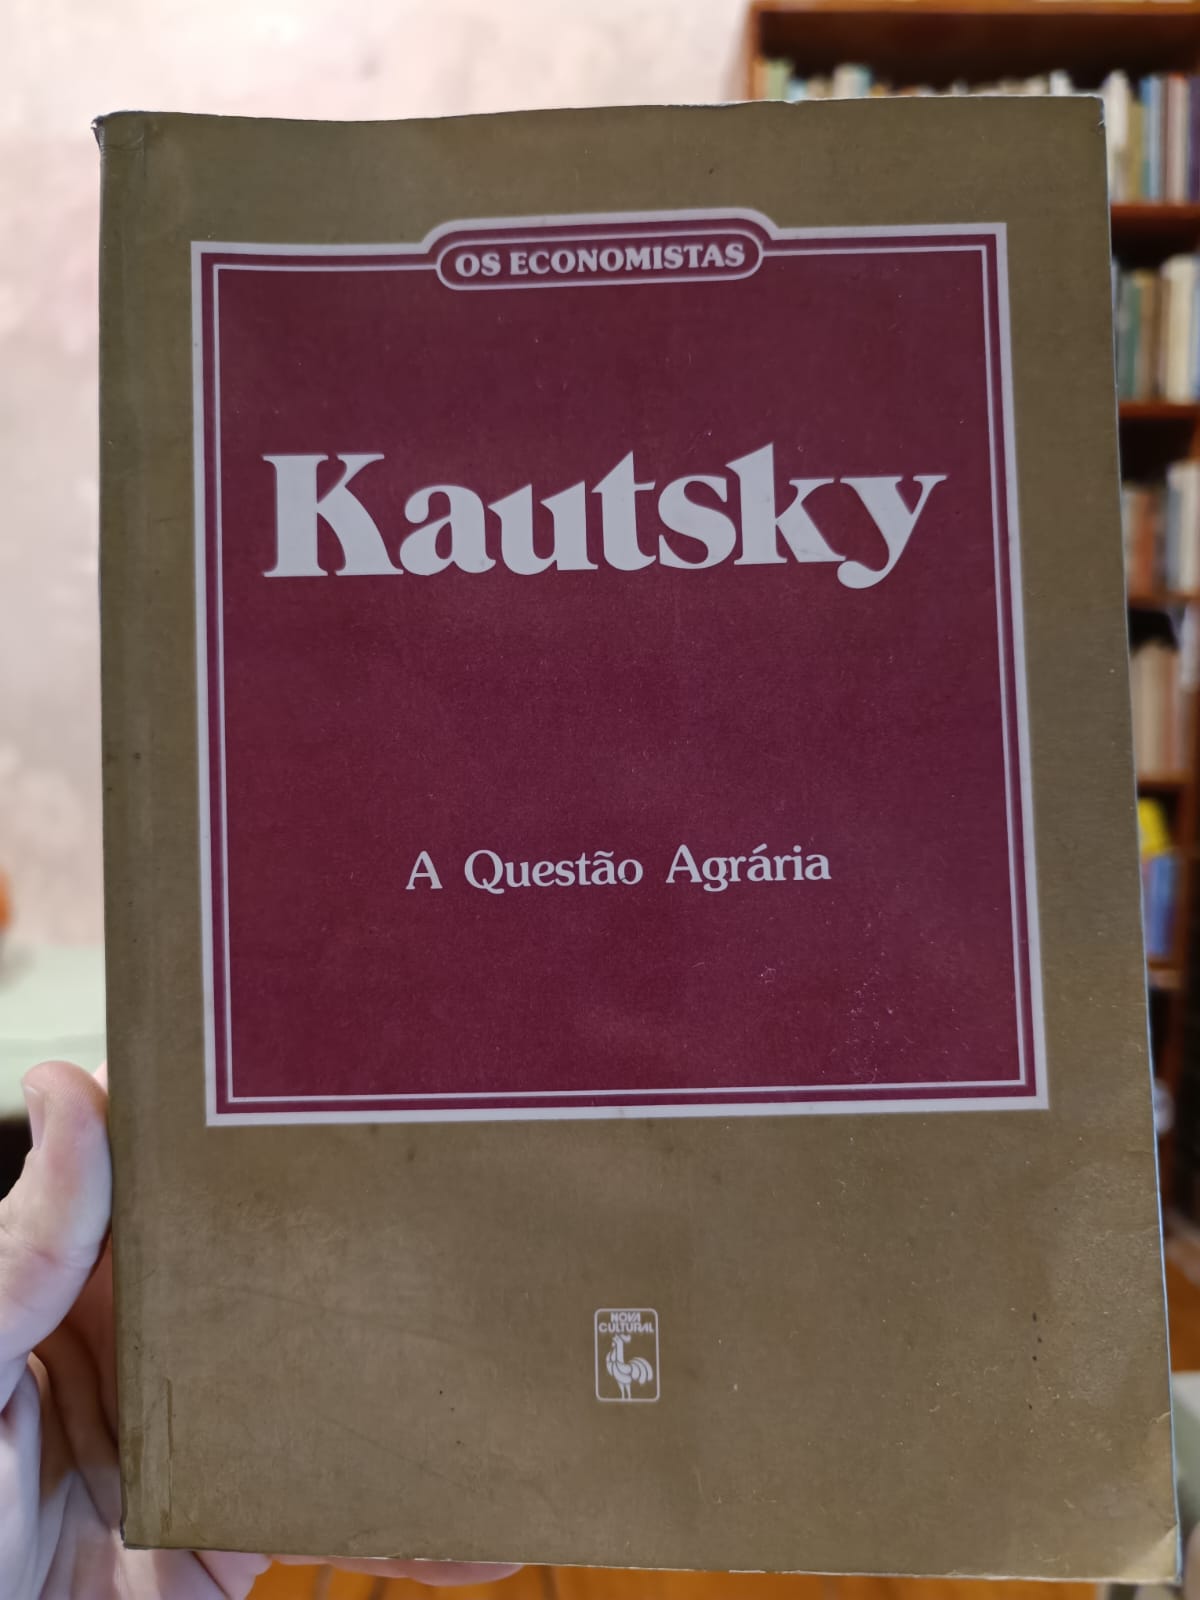 OS ECONOMISTAS
Kautsky
A Questão Agrária
NOVA
CULTURAL